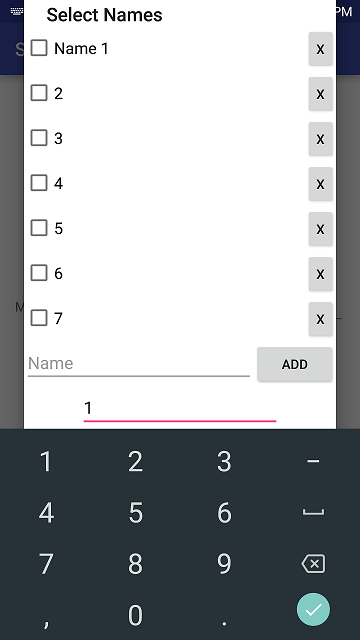 PM
Select Names
S
Name 1 X
2 X
3 X
4 X
5 X
6 X
7 X
M
Name ADD
1
1 2 3 –
4 5 6
7 8 9
, 0 .